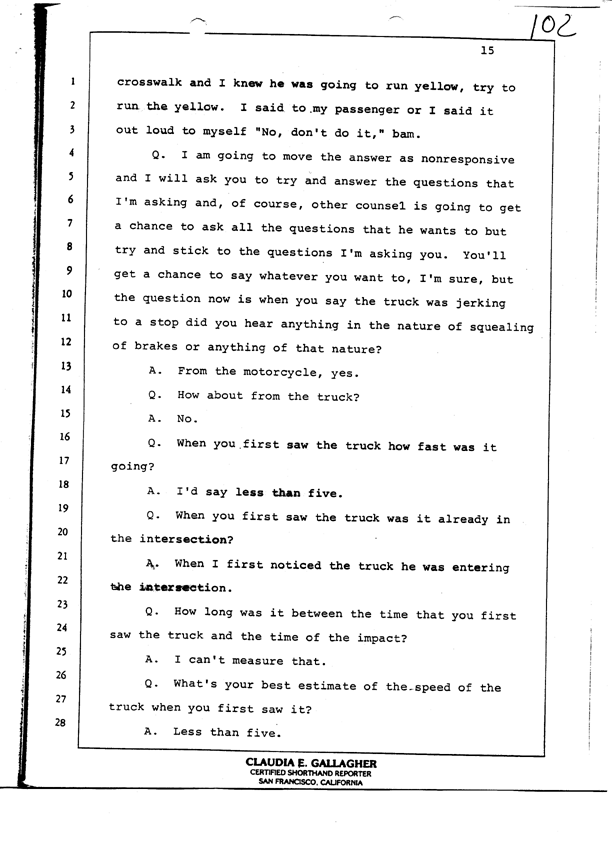 102
15
1 crosswalk and I knew he was going to run yellow, try to
2 run the yellow. I said to my passenger or I said it
3 out loud to myself "No, don't do it," bam.
4 Q. I am going to move the answer as nonresponsive
5 and I will ask you to try and answer the questions that
6 I'm asking and, of course, other counsel is going to get
7 a chance to ask all the questions that he wants to but
8 try and stick to the questions I'm asking you. You'll
9 get a chance to say whatever you want to, I'm sure, but
10 the question now is when you say the truck was jerking
11 to a stop did you hear anything in the nature of squealing
12 of brakes or anything of that nature?
13 A. From the motorcycle, yes.
14 Q. How about from the truck?
15 A. No.
16 Q. When you first saw the truck how fast was it
17 going?
18 A. I'd say less than five.
19 Q. When you first saw the truck was it already in
20 the intersection?
21 A. When I first noticed the truck he was entering
22 the intersection.
23 Q. How long was it between the time that you first
24 saw the truck and the time of the impact?
25 A. I can't measure that.
26 Q. What's your best estimate of the speed of the
27 truck when you first saw it?
28 A. Less than five.
CLAUDIA E. GALLAGHER
CERTIFIED SHORTHAND REPORTER
SAN FRANCISCO, CALIFORNIA